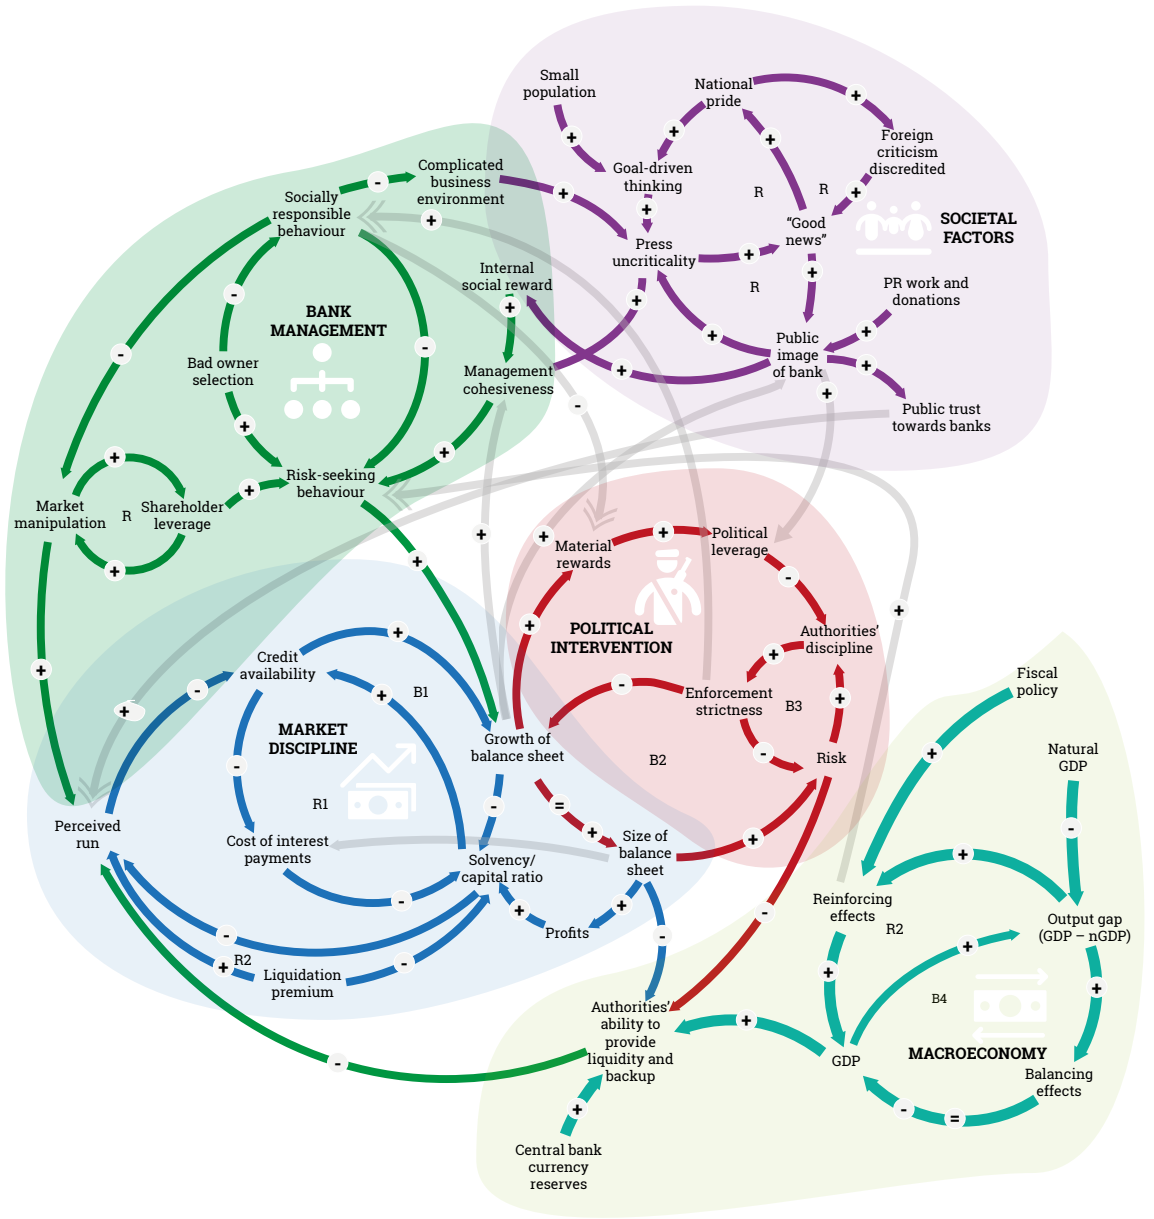 Small
population
National
pride
Foreign
criticism
discredited
Goal-driven
thinking
"Good
news"
SOCIETAL
FACTORS
Press
uncriticality
PR work and
donations
Public
image
of bank
Public trust
towards banks
R
R
R
Complicated
business
environment
Socially
responsible
behaviour
Internal
social reward
BANK
MANAGEMENT
Bad owner
selection
Management
cohesiveness
Risk-seeking
behaviour
Market
manipulation
R
Shareholder
leverage
Material
rewards
Political
leverage
POLITICAL
INTERVENTION
Authorities'
discipline
Enforcement
strictness
B3
B2
Risk
Credit
availability
B1
MARKET
DISCIPLINE
Growth of
balance sheet
R1
Perceived
run
Cost of interest
payments
Solvency/
capital ratio
Size of
balance
sheet
Profits
R2
Liquidation
premium
Authorities'
ability to
provide
liquidity and
backup
Central bank
currency
reserves
Fiscal
policy
Natural
GDP
Reinforcing
effects
R2
Output gap
(GDP – nGDP)
B4
MACROECONOMY
GDP
Balancing
effects